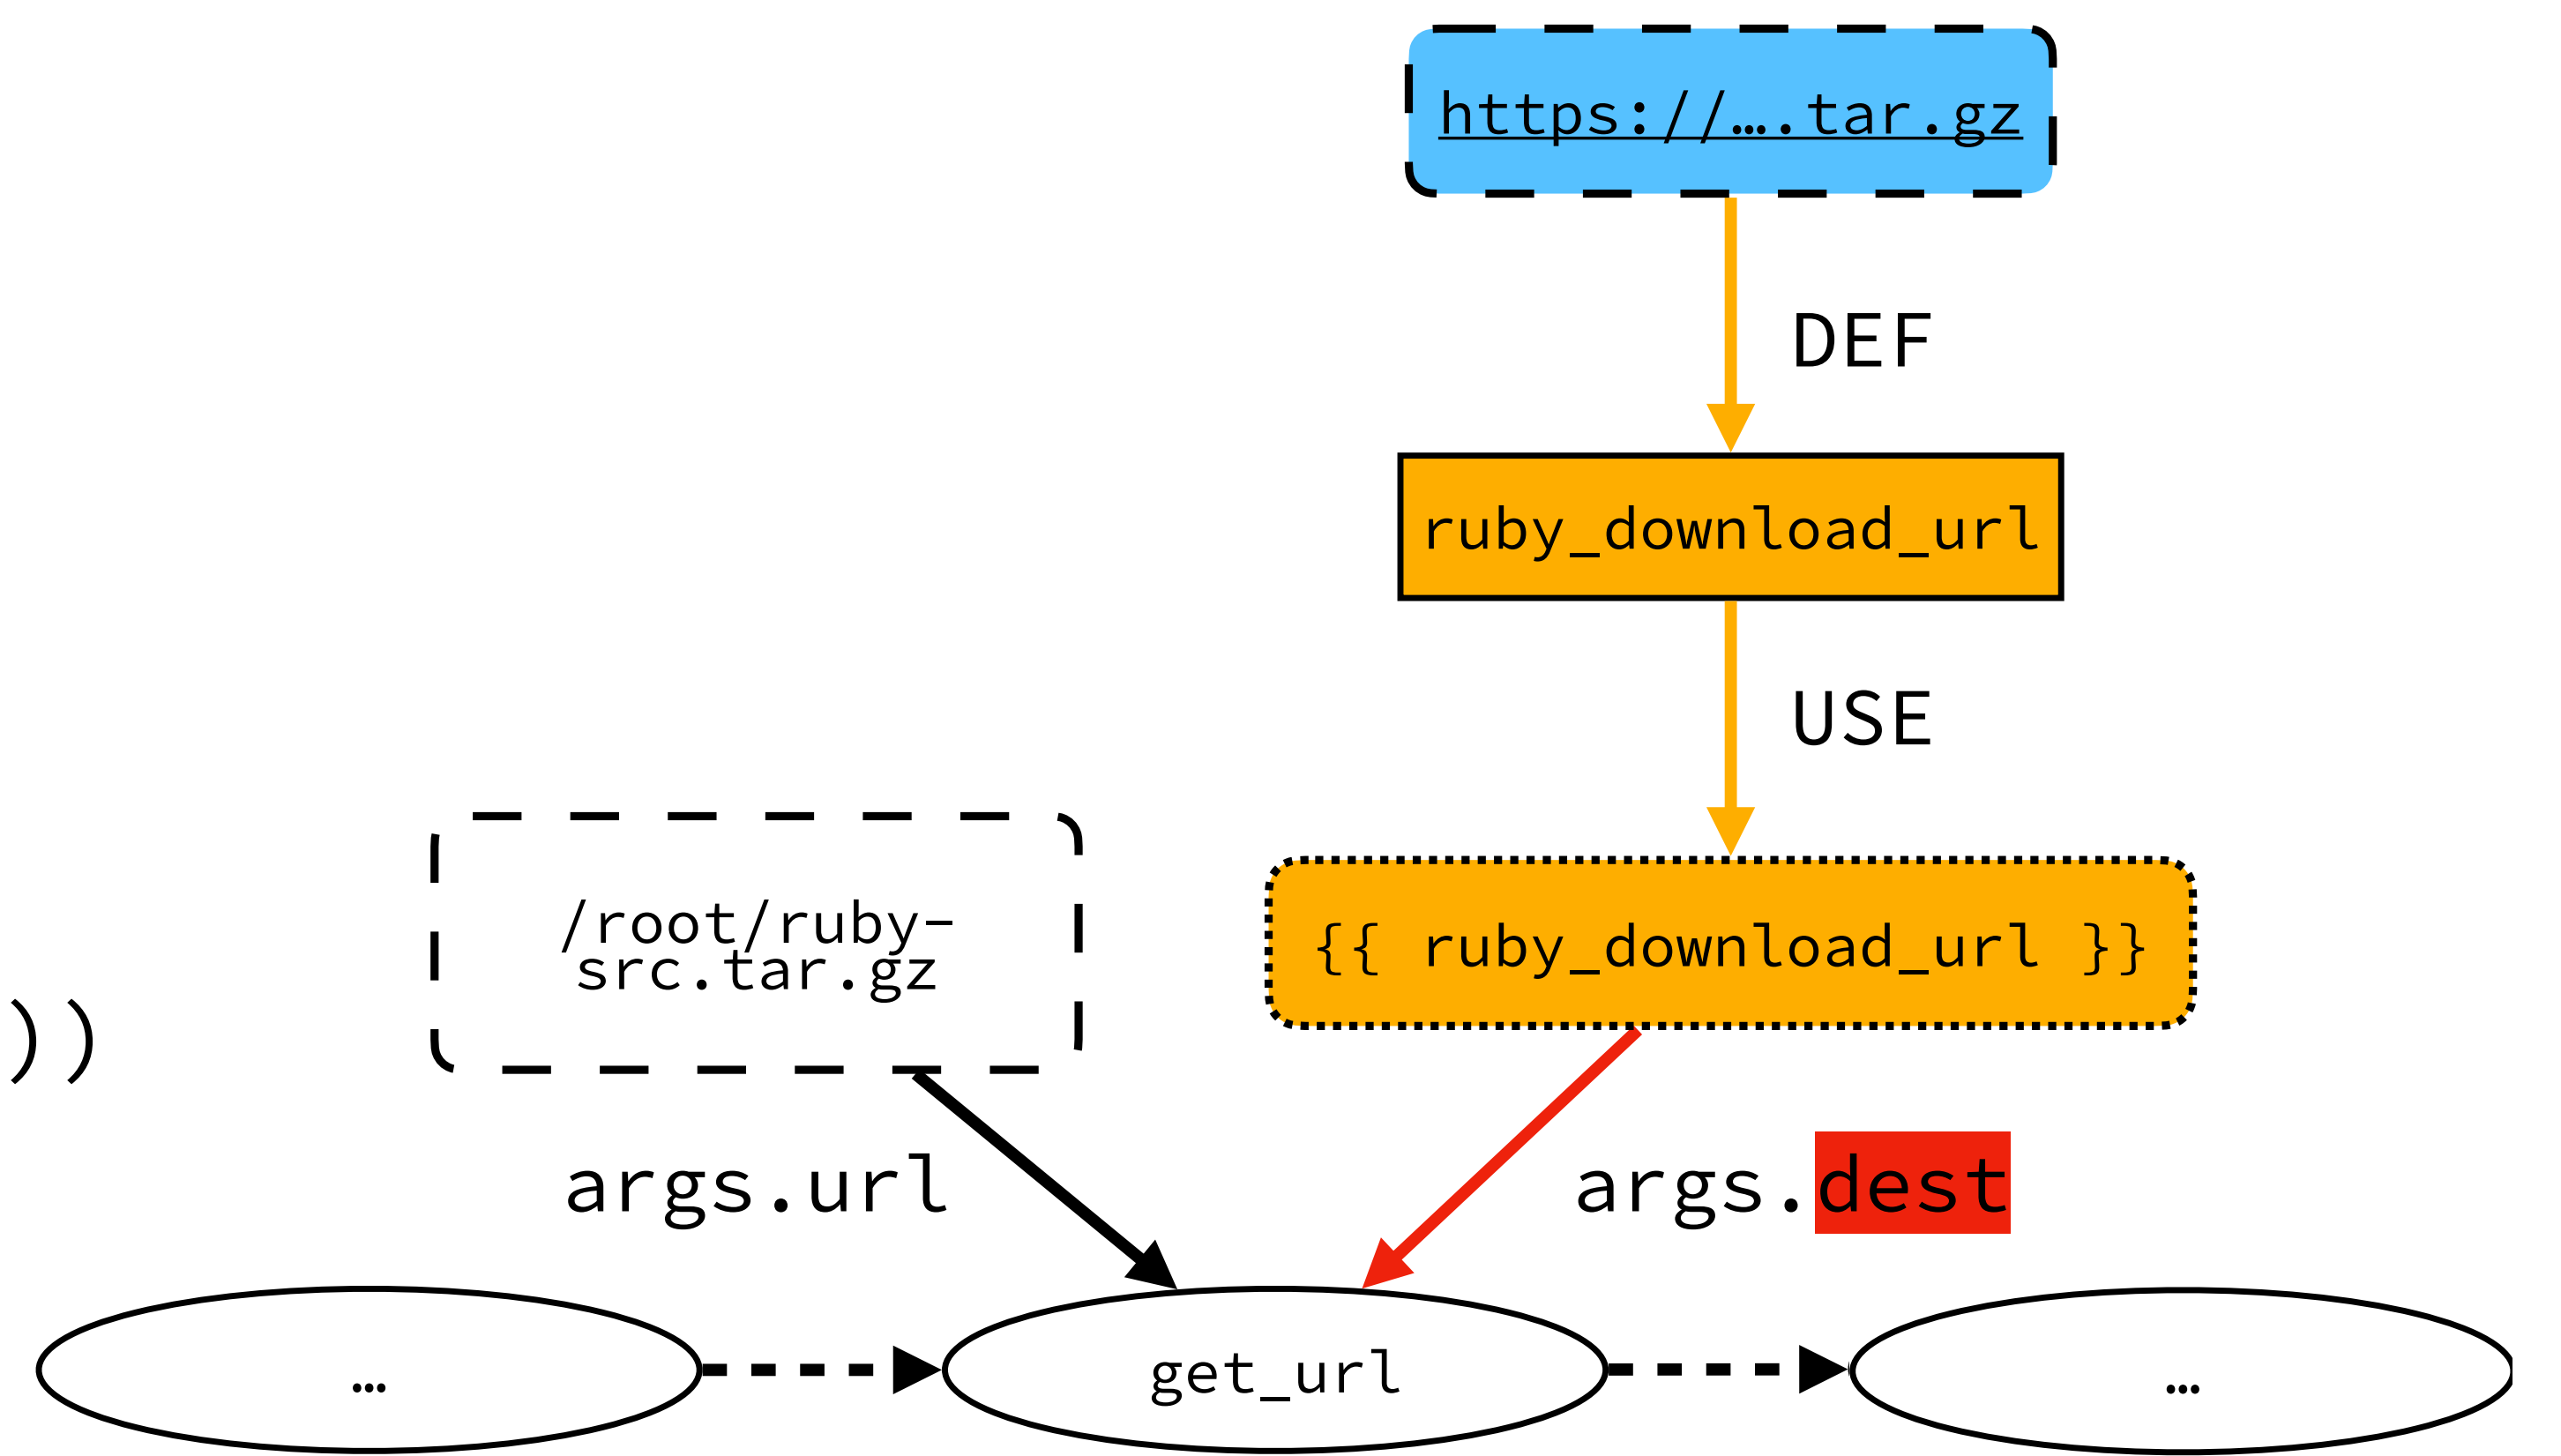 https://….tar.gz
DEF
ruby_download_url
USE
/root/ruby-
src.tar.gz
{{ ruby_download_url }}
))
args.url
args.dest
…
get_url
…